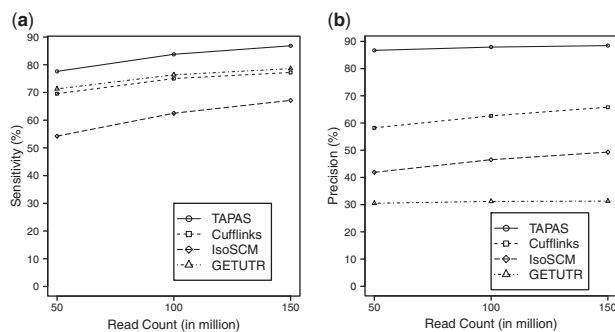 (a)
90
80
70
60
50
40
30
20
10
0
Sensitivity (%)
TAPAS
Cufflinks
IsoSCM
GETUTR
50 100 150
Read Count (in million)
(b)
90
80
70
60
50
40
30
20
10
0
Precision (%)
TAPAS
Cufflinks
IsoSCM
GETUTR
50 100 150
Read Count (in million)